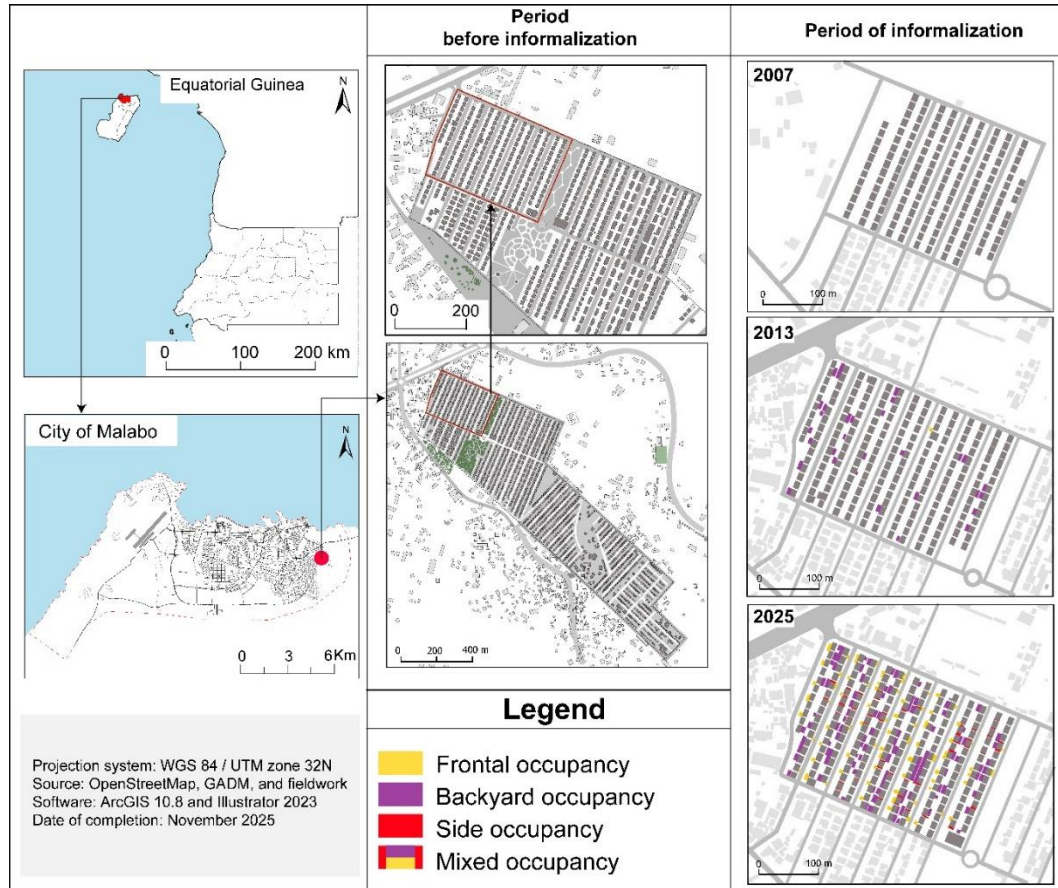 Equatorial Guinea
N
0 100 200 km
City of Malabo
N
0 3 6Km
Projection system: WGS 84 / UTM zone 32N
Source: OpenStreetMap, GADM, and fieldwork
Software: ArcGIS 10.8 and Illustrator 2023
Date of completion: November 2025
Period
before informalization
0 200
0 200 400 m
Legend
Frontal occupancy
Backyard occupancy
Side occupancy
Mixed occupancy
Period of informalization
2007
0 100 m
2013
0 100 m
2025
0 100 m